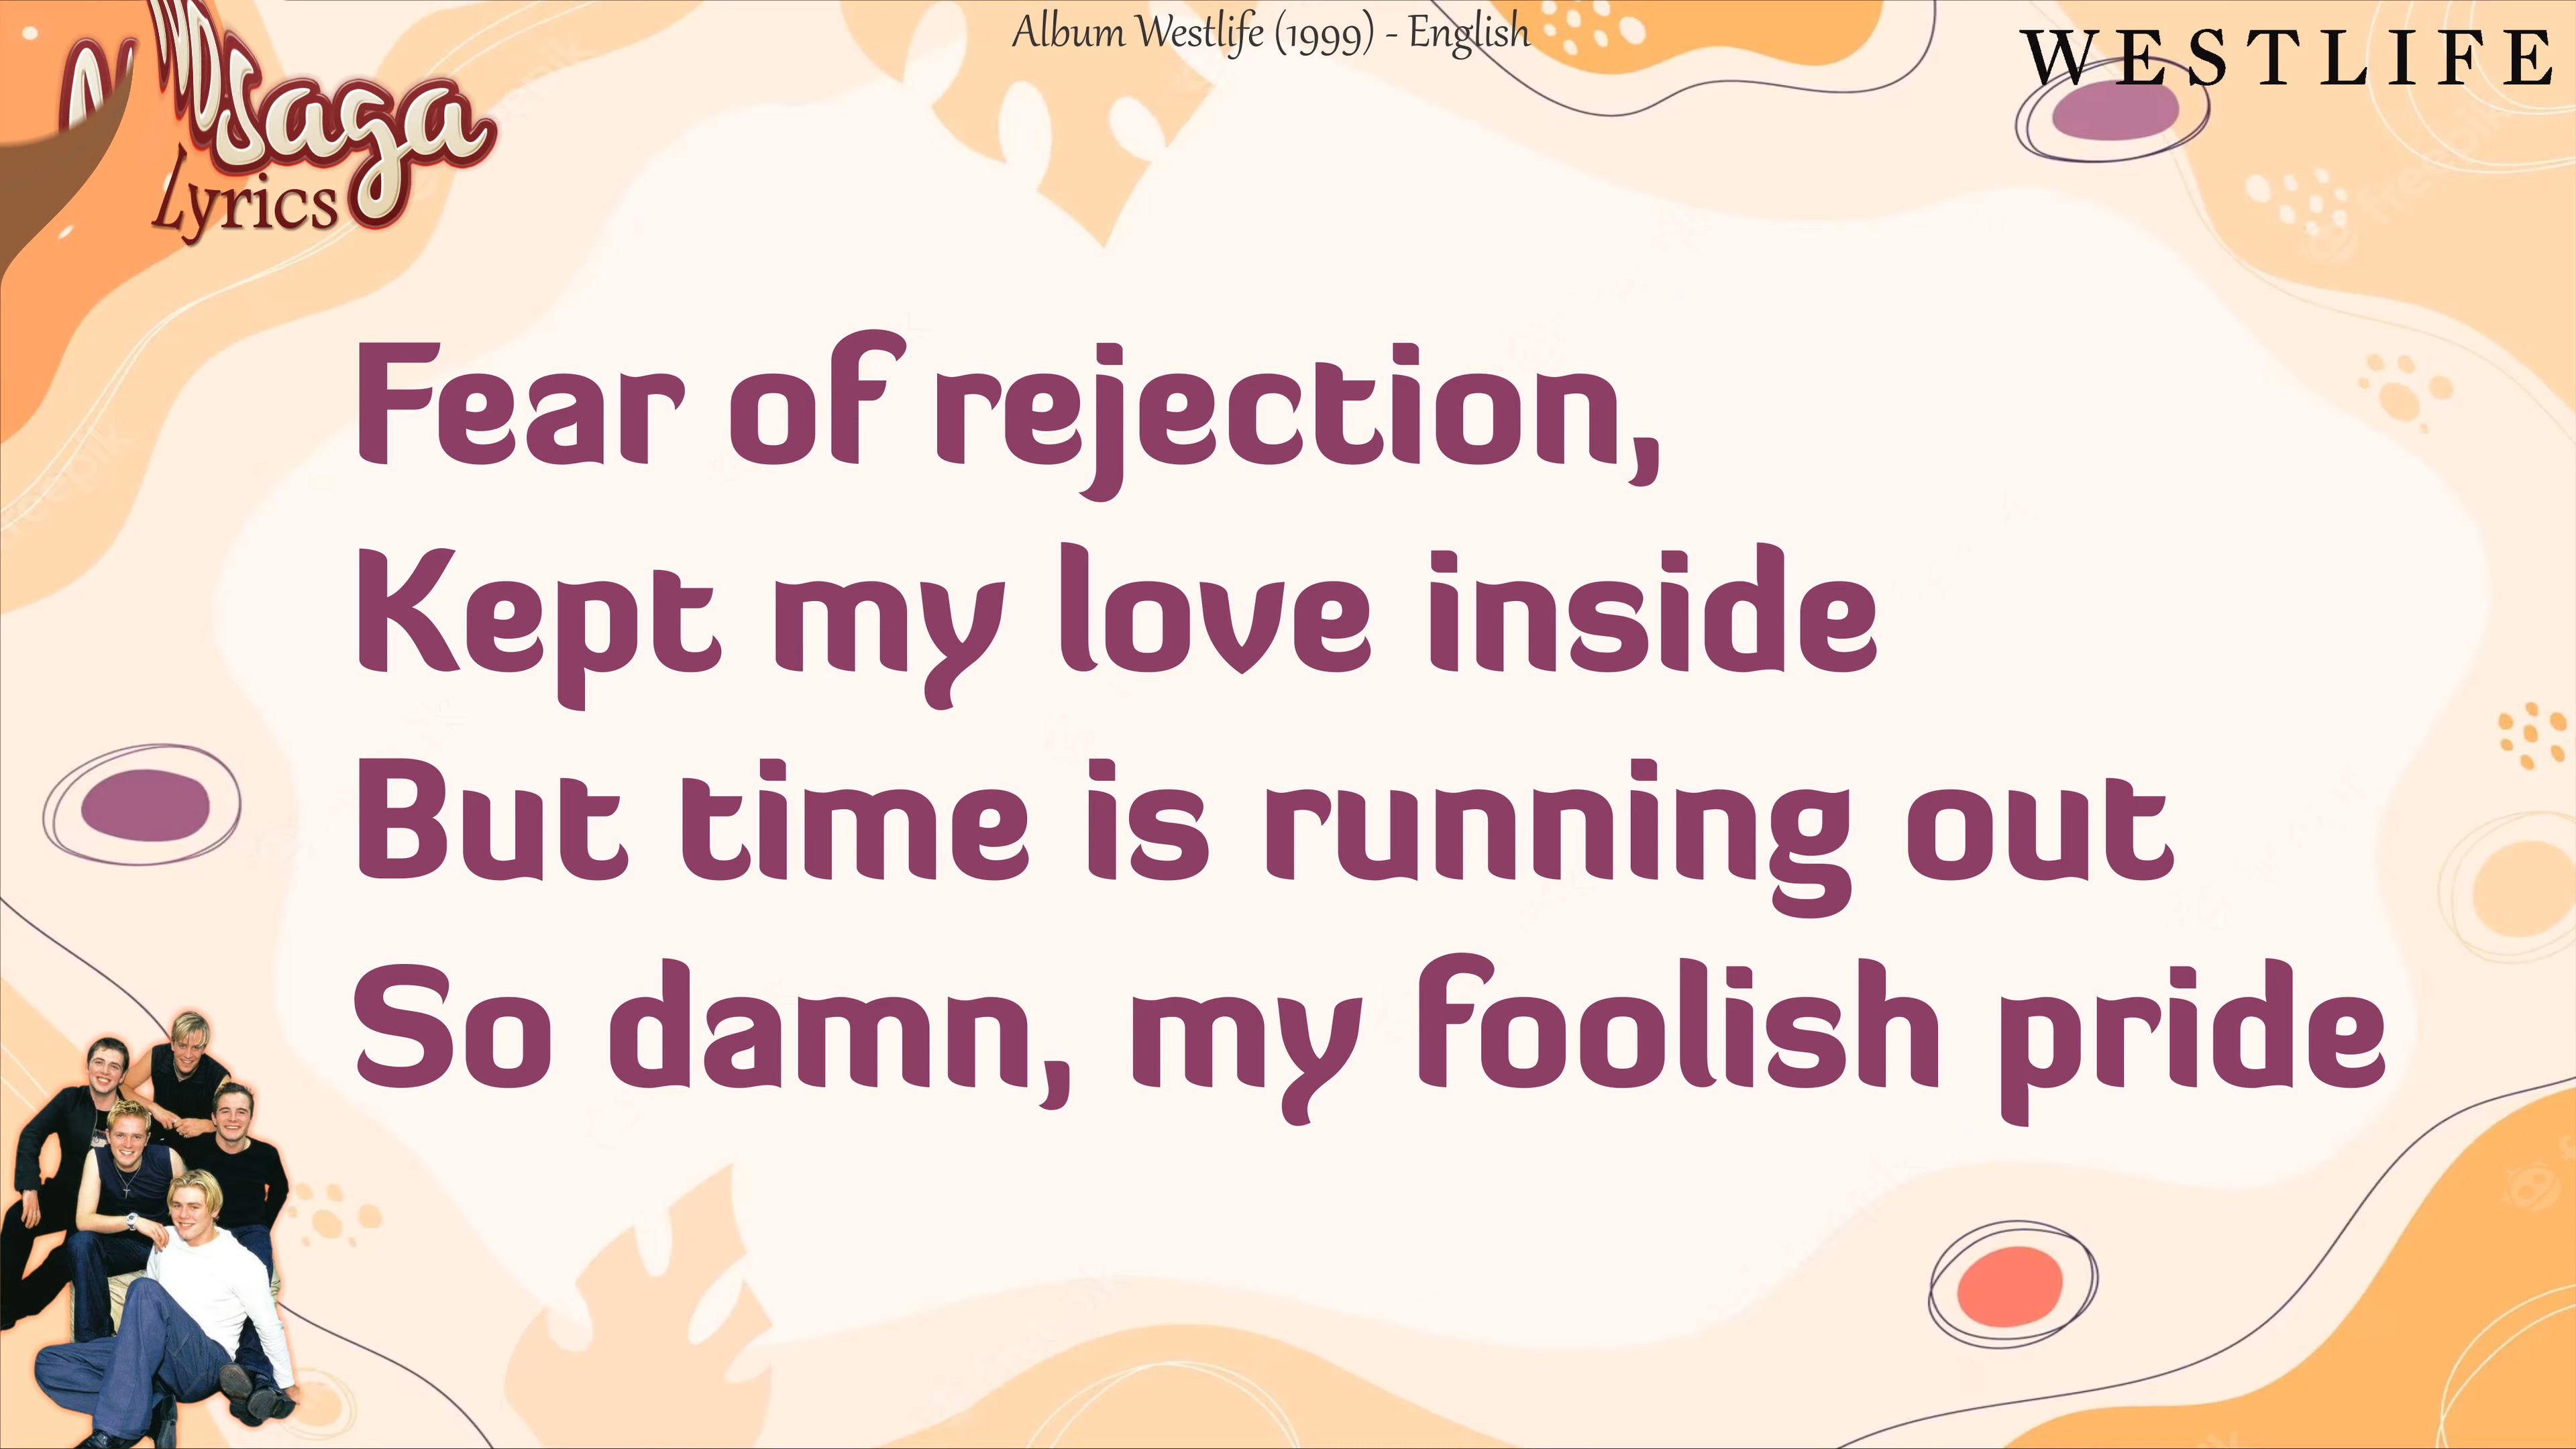 Album Westlife (1999) - English
WESTLIFE
Saga
Lyrics
Fear of rejection,
Kept my love inside
But time is running out
So damn, my foolish pride